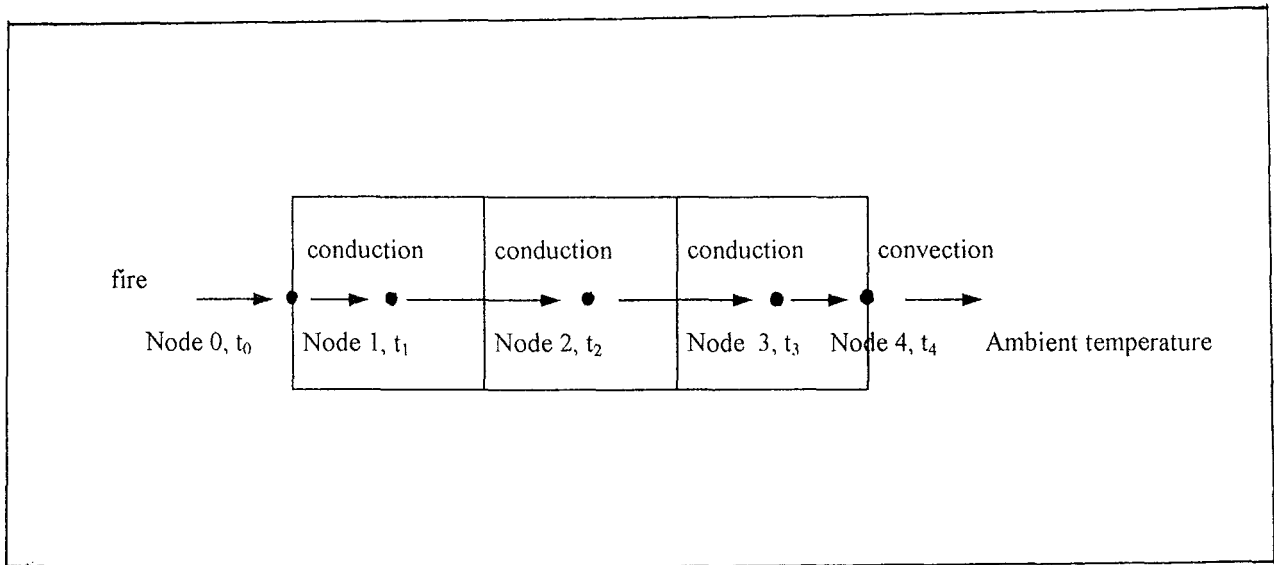 conduction conduction conduction convection
fire
Node 0, t₀ Node 1, t₁ Node 2, t₂ Node 3, t₃ Node 4, t₄ Ambient temperature